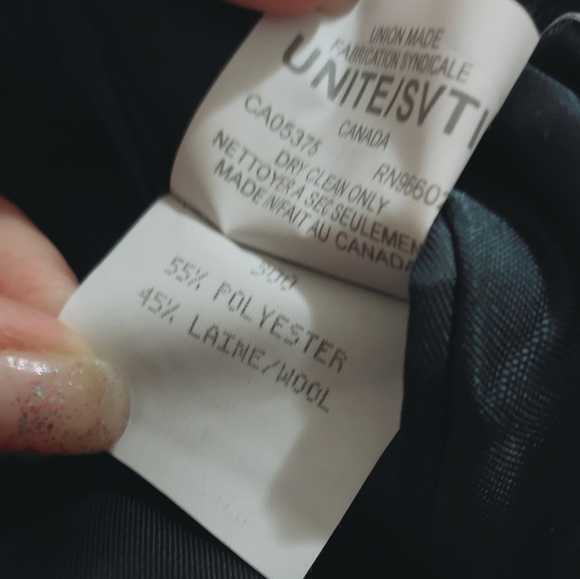 UNION MADE
FABRICATION SYNDICALE
UNITE/SVTI
CANADA
CA05375 RN9660
DRY CLEAN ONLY
NETTOYER A SEC SEULEMEN
MADE IN/FAIT AU CANADA
300
55% POLYESTER
45% LAINE/WOOL